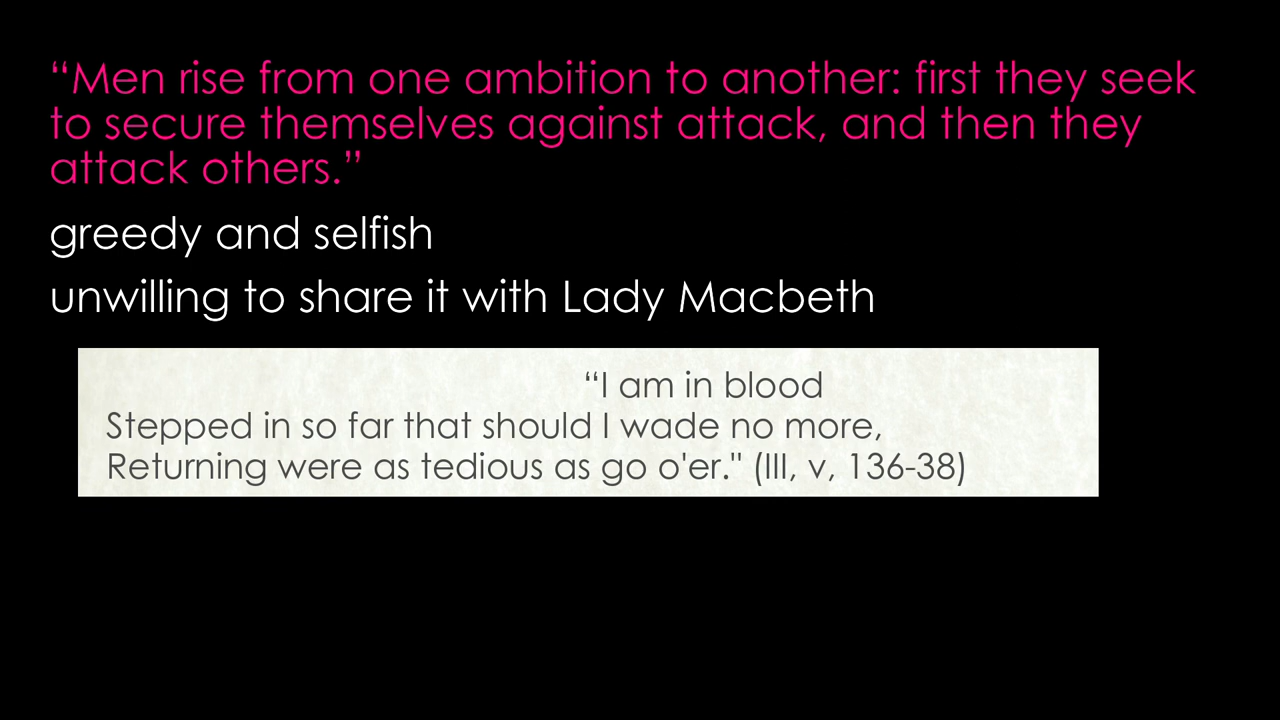 “Men rise from one ambition to another: first they seek
to secure themselves against attack, and then they
attack others.”
greedy and selfish
unwilling to share it with Lady Macbeth
“I am in blood
Stepped in so far that should I wade no more,
Returning were as tedious as go o'er." (III, v, 136-38)